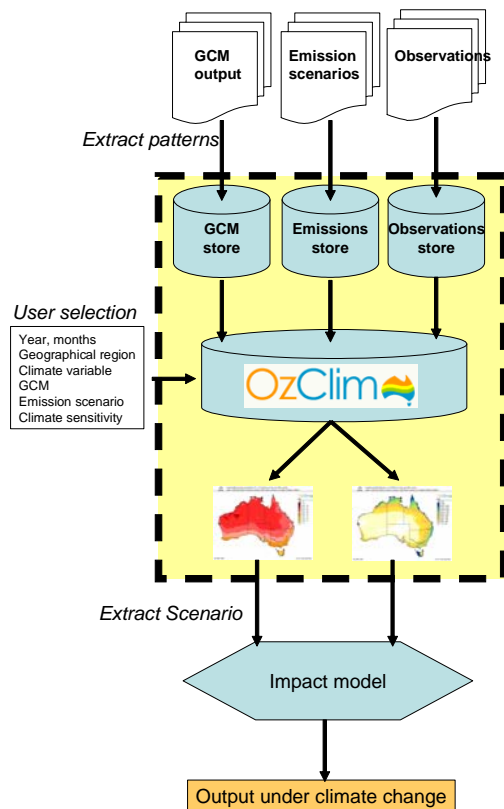 GCM
output
Emission
scenarios
Observations
Extract patterns
GCM
store
Emissions
store
Observations
store
User selection
Year, months
Geographical region
Climate variable
GCM
Emission scenario
Climate sensitivity
OzClim
Extract Scenario
Impact model
Output under climate change